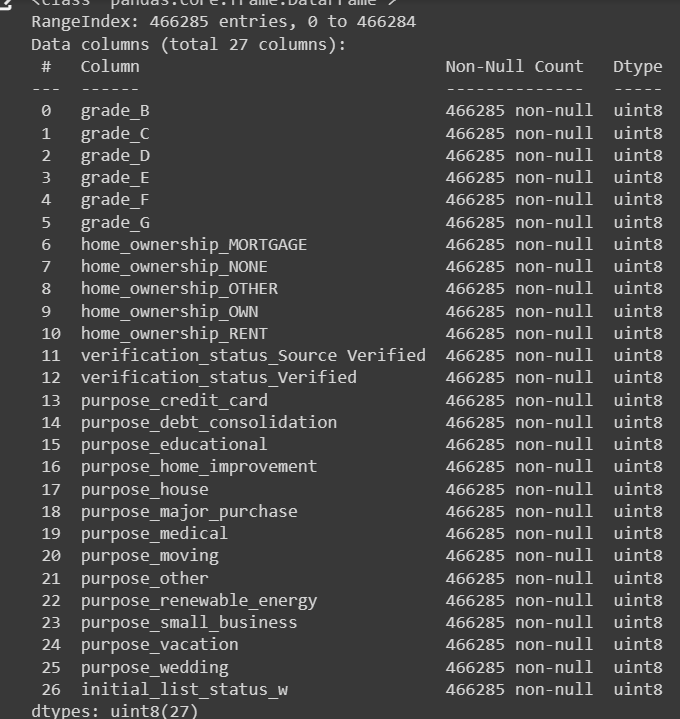 <class 'pandas.core.frame.DataFrame'>
RangeIndex: 466285 entries, 0 to 466284
Data columns (total 27 columns):
 #   Column                               Non-Null Count   Dtype
---  ------                               --------------   -----
 0   grade_B                              466285 non-null  uint8
 1   grade_C                              466285 non-null  uint8
 2   grade_D                              466285 non-null  uint8
 3   grade_E                              466285 non-null  uint8
 4   grade_F                              466285 non-null  uint8
 5   grade_G                              466285 non-null  uint8
 6   home_ownership_MORTGAGE              466285 non-null  uint8
 7   home_ownership_NONE                  466285 non-null  uint8
 8   home_ownership_OTHER                 466285 non-null  uint8
 9   home_ownership_OWN                   466285 non-null  uint8
 10  home_ownership_RENT                  466285 non-null  uint8
 11  verification_status_Source Verified  466285 non-null  uint8
 12  verification_status_Verified         466285 non-null  uint8
 13  purpose_credit_card                  466285 non-null  uint8
 14  purpose_debt_consolidation           466285 non-null  uint8
 15  purpose_educational                  466285 non-null  uint8
 16  purpose_home_improvement             466285 non-null  uint8
 17  purpose_house                        466285 non-null  uint8
 18  purpose_major_purchase               466285 non-null  uint8
 19  purpose_medical                      466285 non-null  uint8
 20  purpose_moving                       466285 non-null  uint8
 21  purpose_other                        466285 non-null  uint8
 22  purpose_renewable_energy             466285 non-null  uint8
 23  purpose_small_business               466285 non-null  uint8
 24  purpose_vacation                     466285 non-null  uint8
 25  purpose_wedding                      466285 non-null  uint8
 26  initial_list_status_w                466285 non-null  uint8
dtypes: uint8(27)